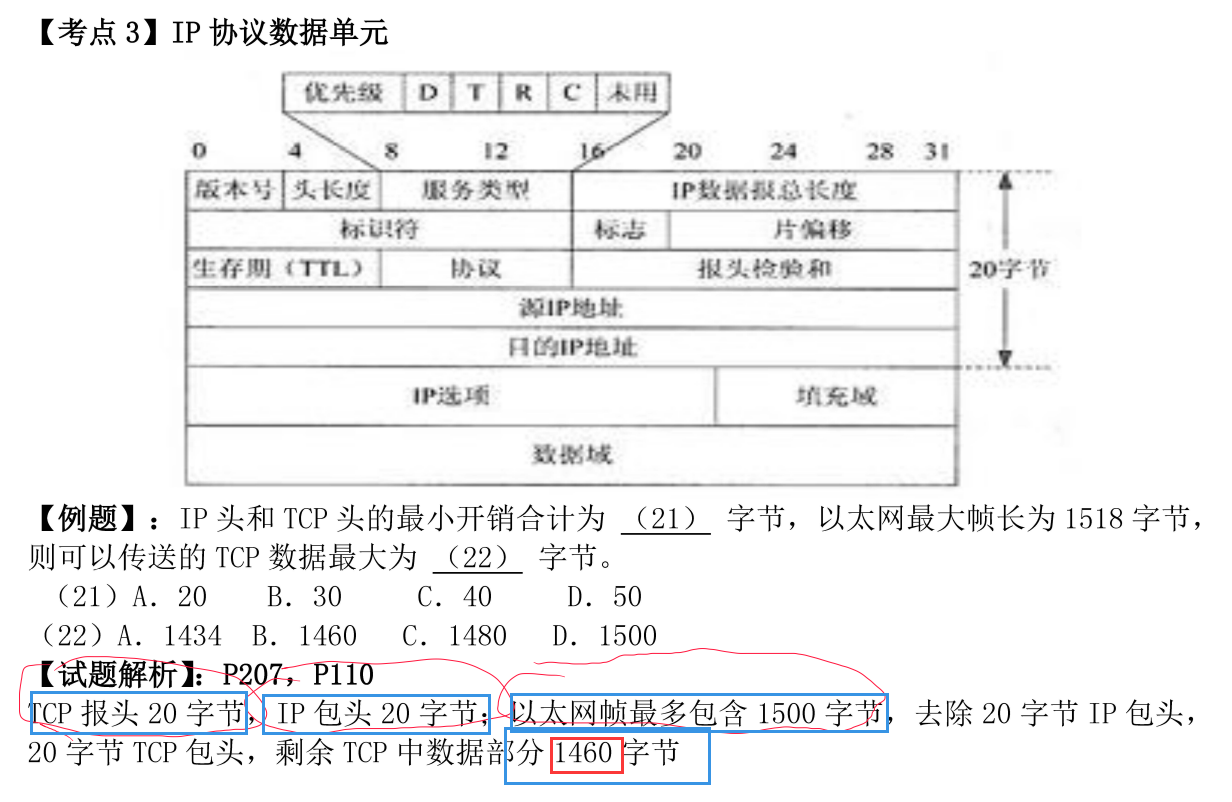 【考点 3】IP 协议数据单元
优先级 D T R C 未用
0 4 8 12 16 20 24 28 31
版本号 头长度 服务类型 IP数据报总长度
标识符 标志 片偏移
生存期（TTL） 协议 报头检验和
20字节
源IP地址
目的IP地址
IP选项 填充域
数据域
【例题】：IP 头和 TCP 头的最小开销合计为 （21） 字节，以太网最大帧长为 1518 字节，
则可以传送的 TCP 数据最大为 （22） 字节。
（21）A．20 B．30 C．40 D．50
（22）A．1434 B．1460 C．1480 D．1500
【试题解析】：P207，P110
TCP 报头 20 字节，IP 包头 20 字节；以太网帧最多包含 1500 字节，去除 20 字节 IP 包头，
20 字节 TCP 包头，剩余 TCP 中数据部分 1460 字节